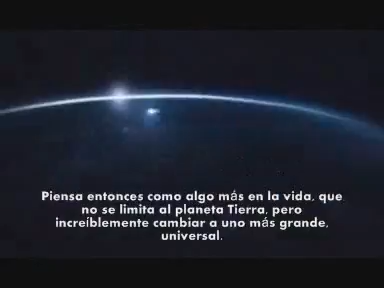 Piensa entonces como algo más en la vida, que
no se limita al planeta Tierra, pero
increíblemente cambiar a uno más grande,
universal.